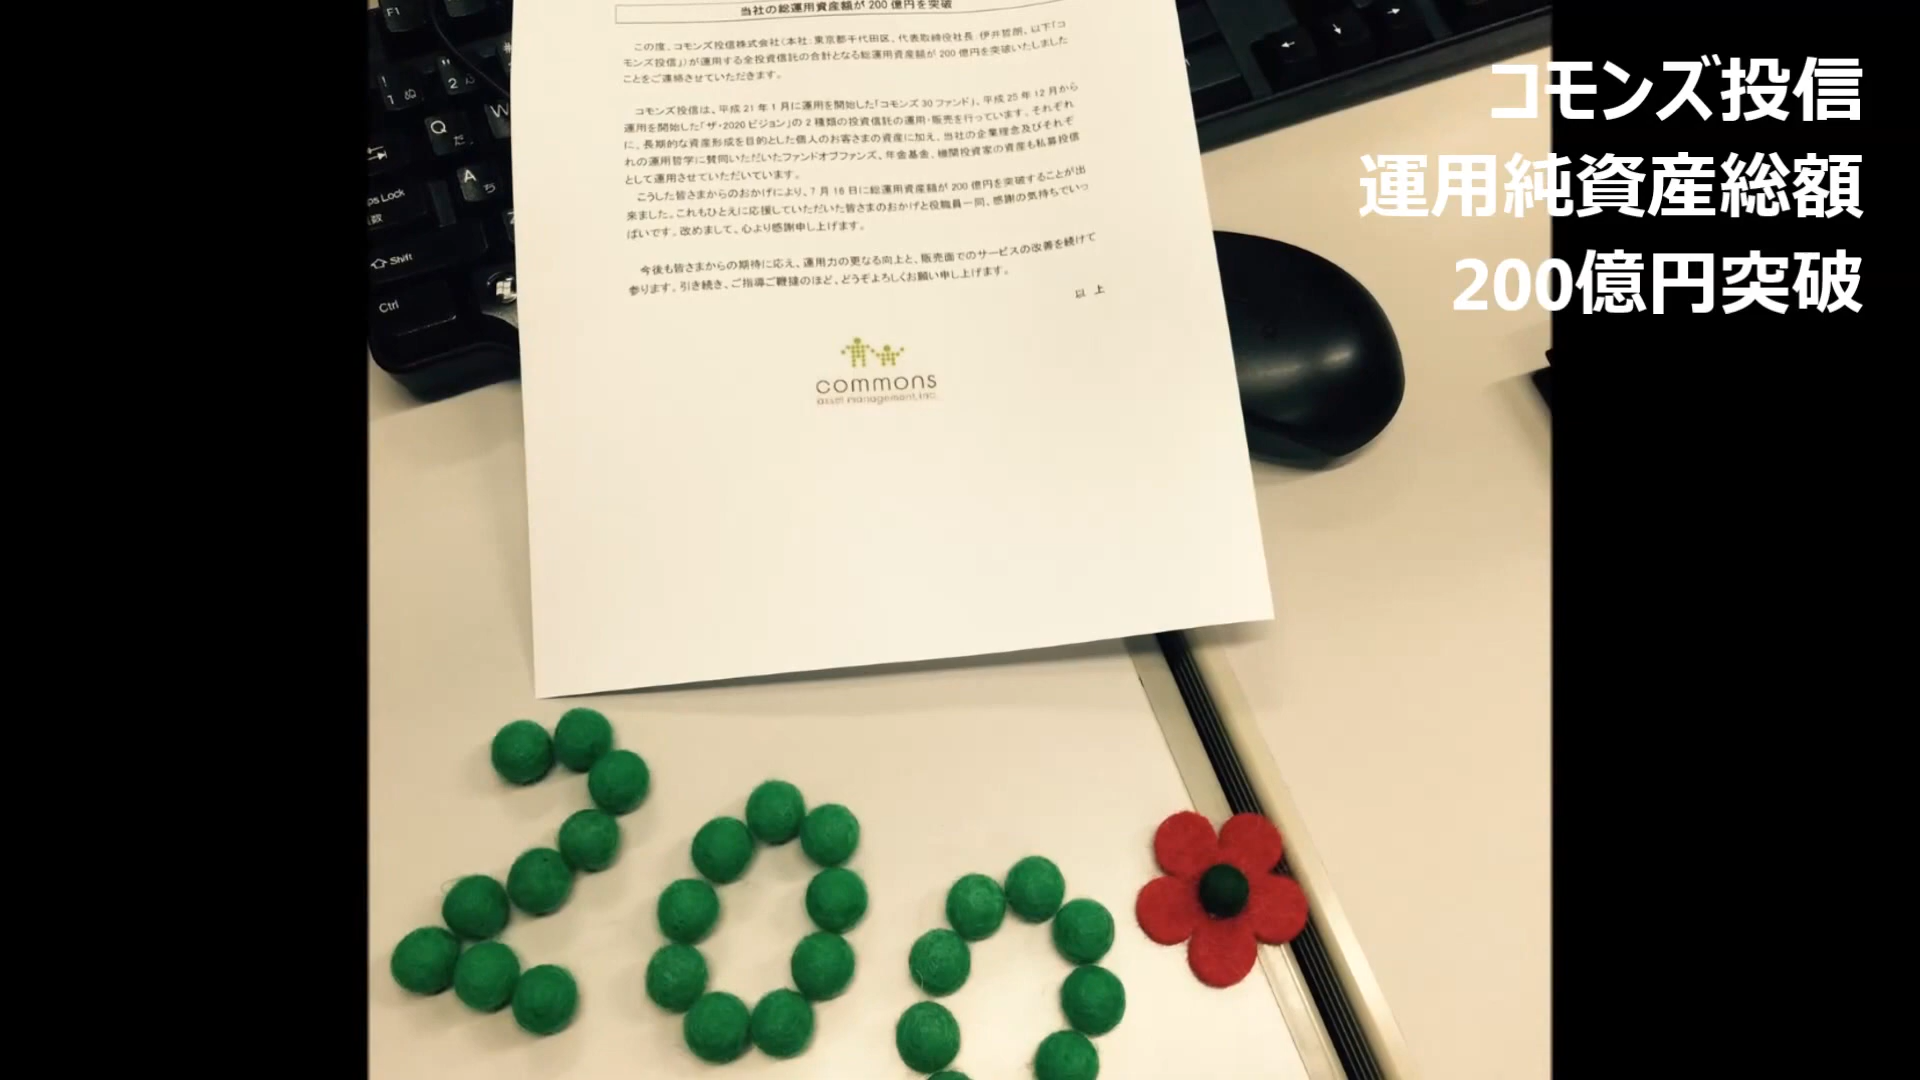 当社の総運用資産額が 200 億円を突破
この度、コモンズ投信株式会社(本社:東京都千代田区、代表取締役社長:伊井哲朗、以下「コ
モンズ投信」)が運用する全投資信託の合計となる総運用資産額が 200 億円を突破いたしました
ことをご連絡させていただきます。
コモンズ投信は、平成 21 年 1 月に運用を開始した「コモンズ 30 ファンド」、平成 25 年 12 月から
運用を開始した「ザ・2020 ビジョン」の 2 種類の投資信託の運用・販売を行っています。それぞれ
に、長期的な資産形成を目的とした個人のお客さまの資産に加え、当社の企業理念及びそれぞ
れの運用哲学に賛同いただいたファンドオブファンズ、年金基金、機関投資家の資産も私募投信
として運用させていただいています。
こうした皆さまからのおかげにより、7 月 16 日に総運用資産額が 200 億円を突破することが出
来ました。これもひとえに応援していただいた皆さまのおかげと役職員一同、感謝の気持ちでいっ
ぱいです。改めまして、心より感謝申し上げます。
今後も皆さまからの期待に応え、運用力の更なる向上と、販売面でのサービスの改善を続けて
参ります。引き続き、ご指導ご鞭撻のほど、どうぞよろしくお願い申し上げます。
以 上
commons
asset management, inc.
コモンズ投信
運用純資産総額
200億円突破
200
F1
1 ぬ
2
Q
W
A ち
Shift
Ctrl